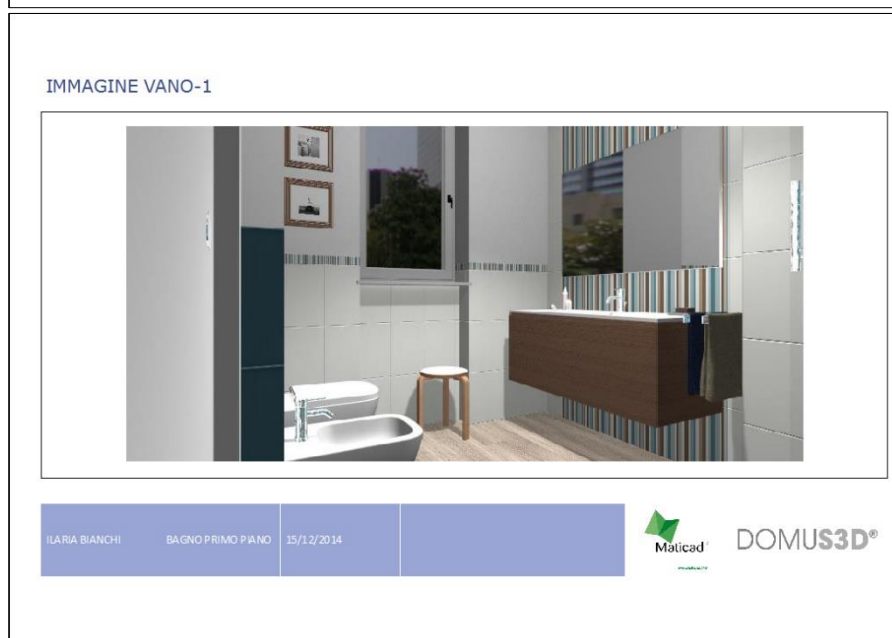 IMMAGINE VANO-1
ILARIA BIANCHI BAGNO PRIMO PIANO 15/12/2014
Maticad®
DOMUS3D®